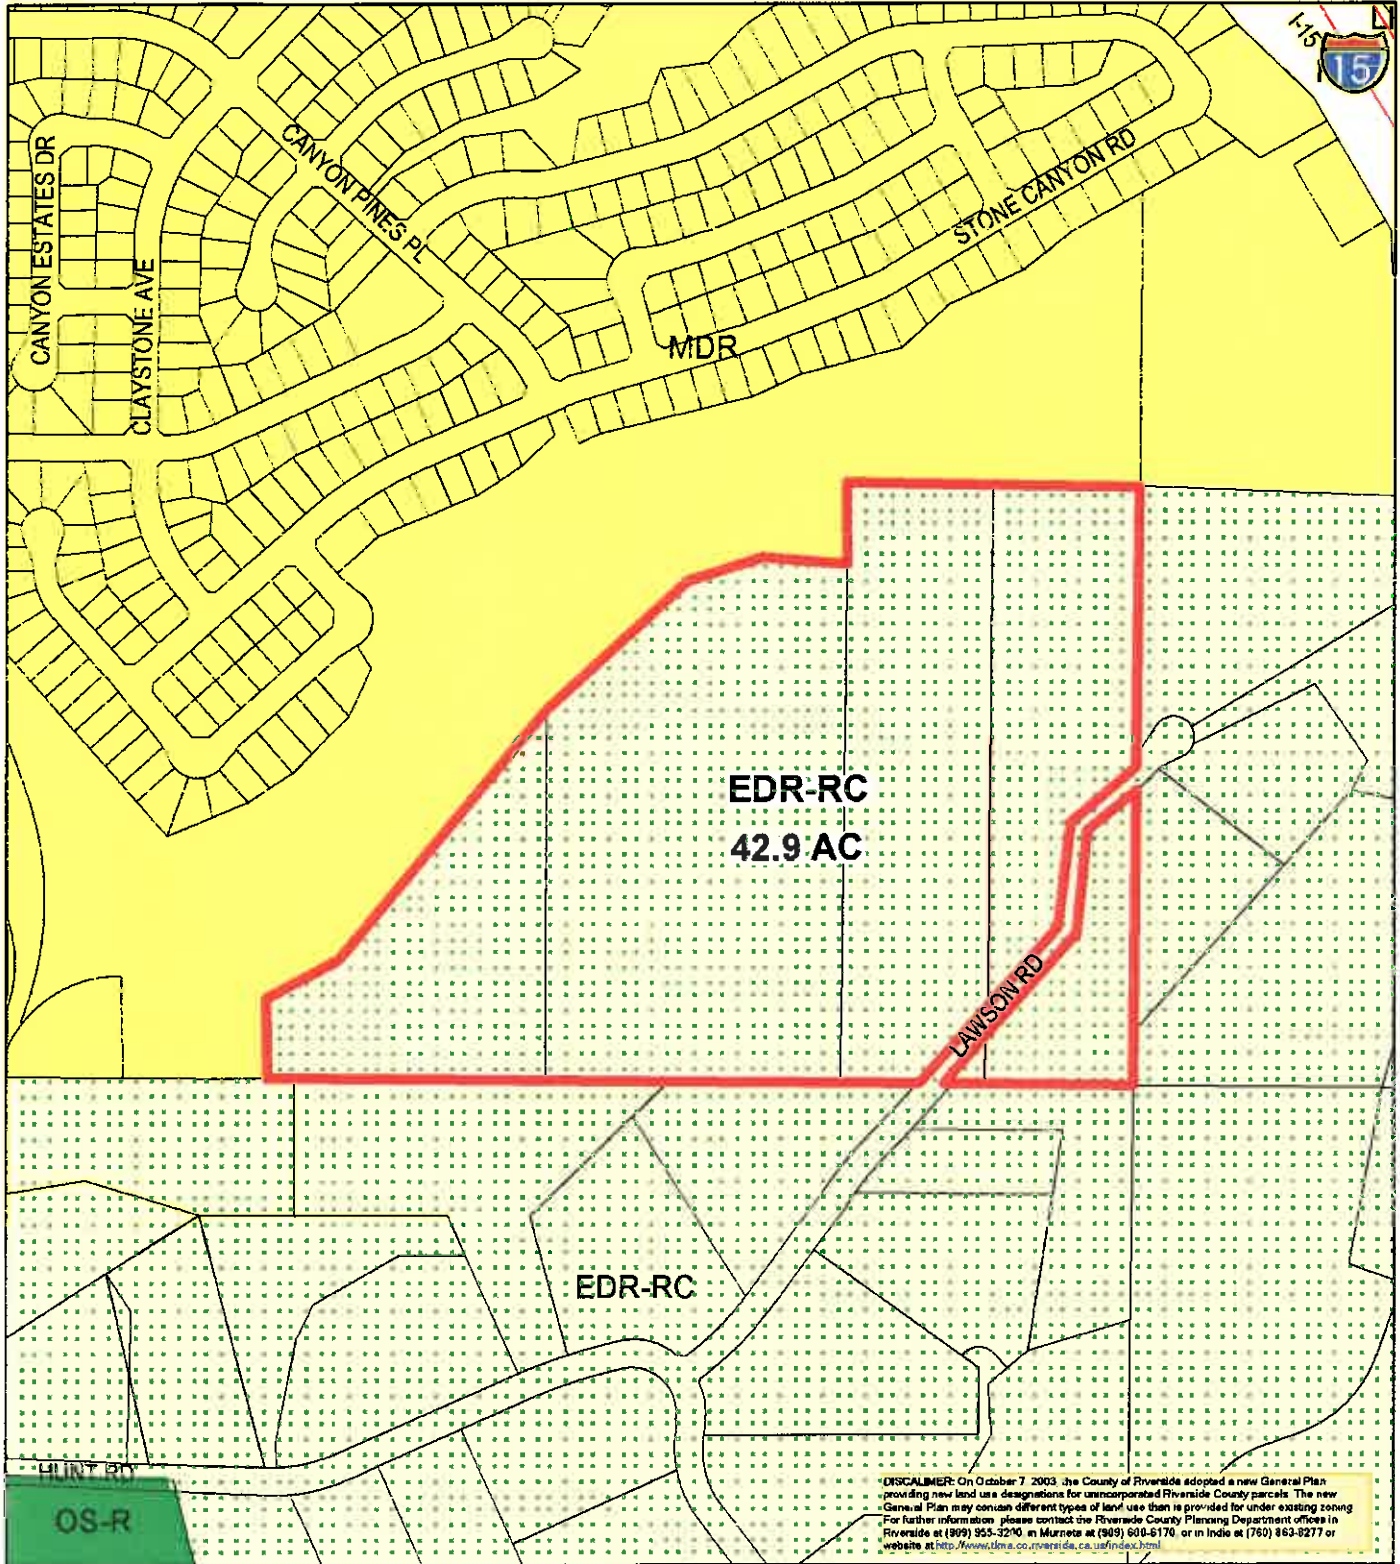 I-15
15
CANYON ESTATES DR
CLAYSTONE AVE
CANYON PINES PL
STONE CANYON RD
MDR
EDR-RC
42.9 AC
LAWSON RD
EDR-RC
HUNT RD
OS-R
DISCALIMER: On October 7, 2003, the County of Riverside adopted a new General Plan
providing new land use designations for unincorporated Riverside County parcels. The new
General Plan may contain different types of land use than is provided for under existing zoning
For further information, please contact the Riverside County Planning Department offices in
Riverside at (909) 955-3200, in Murrieta at (909) 600-6170, or in Indio at (760) 863-8277 or
website at http://www.tlma.co.riverside.ca.us/index.html